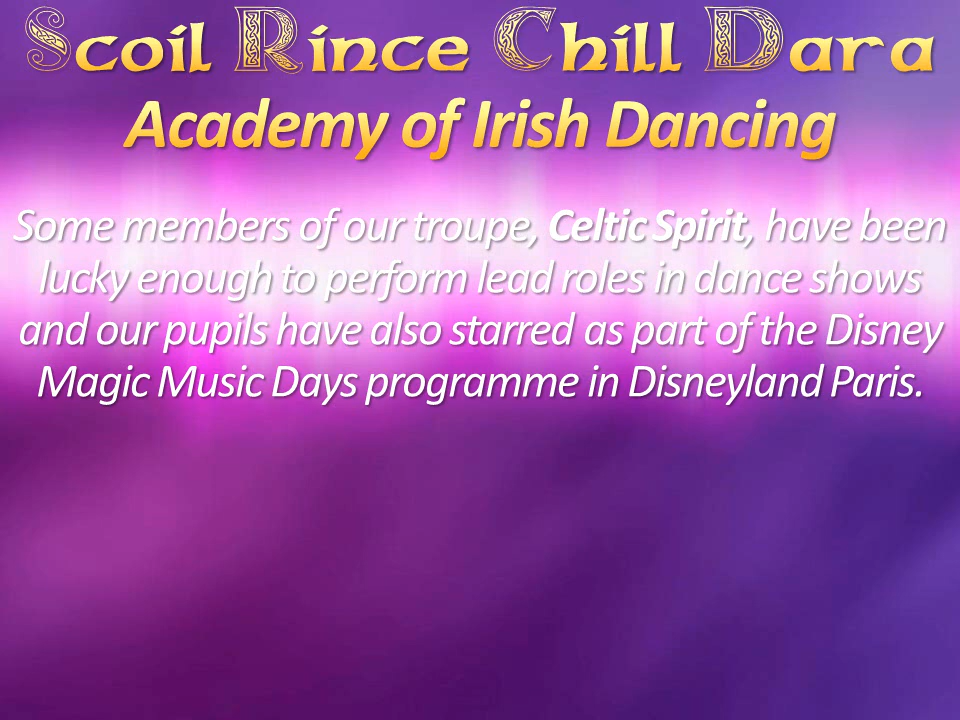 Scoil Rince Chill Dara
Academy of Irish Dancing
Some members of our troupe, Celtic Spirit, have been
lucky enough to perform lead roles in dance shows
and our pupils have also starred as part of the Disney
Magic Music Days programme in Disneyland Paris.